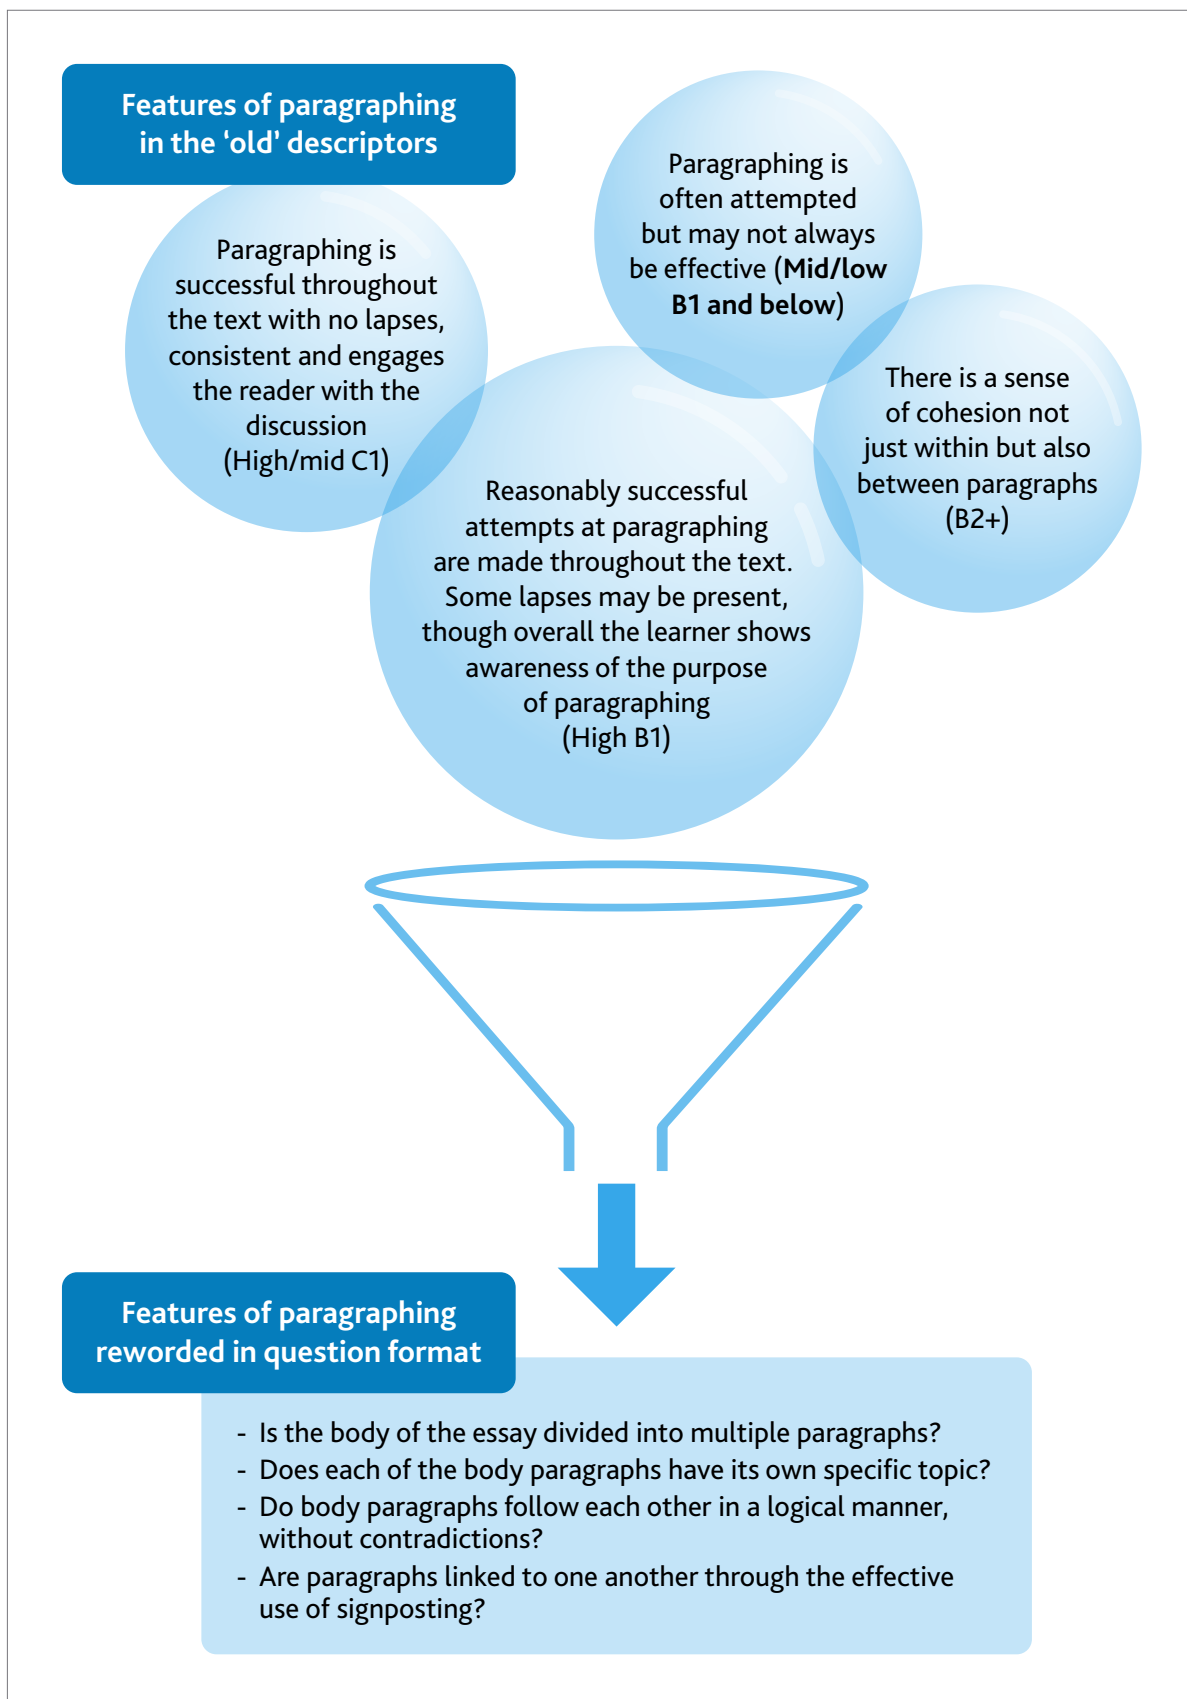 Features of paragraphing
in the ‘old’ descriptors
Paragraphing is
successful throughout
the text with no lapses,
consistent and engages
the reader with the
discussion
(High/mid C1)
Paragraphing is
often attempted
but may not always
be effective (Mid/low
B1 and below)
There is a sense
of cohesion not
just within but also
between paragraphs
(B2+)
Reasonably successful
attempts at paragraphing
are made throughout the text.
Some lapses may be present,
though overall the learner shows
awareness of the purpose
of paragraphing
(High B1)
Features of paragraphing
reworded in question format
- Is the body of the essay divided into multiple paragraphs?
- Does each of the body paragraphs have its own specific topic?
- Do body paragraphs follow each other in a logical manner,
without contradictions?
- Are paragraphs linked to one another through the effective
use of signposting?